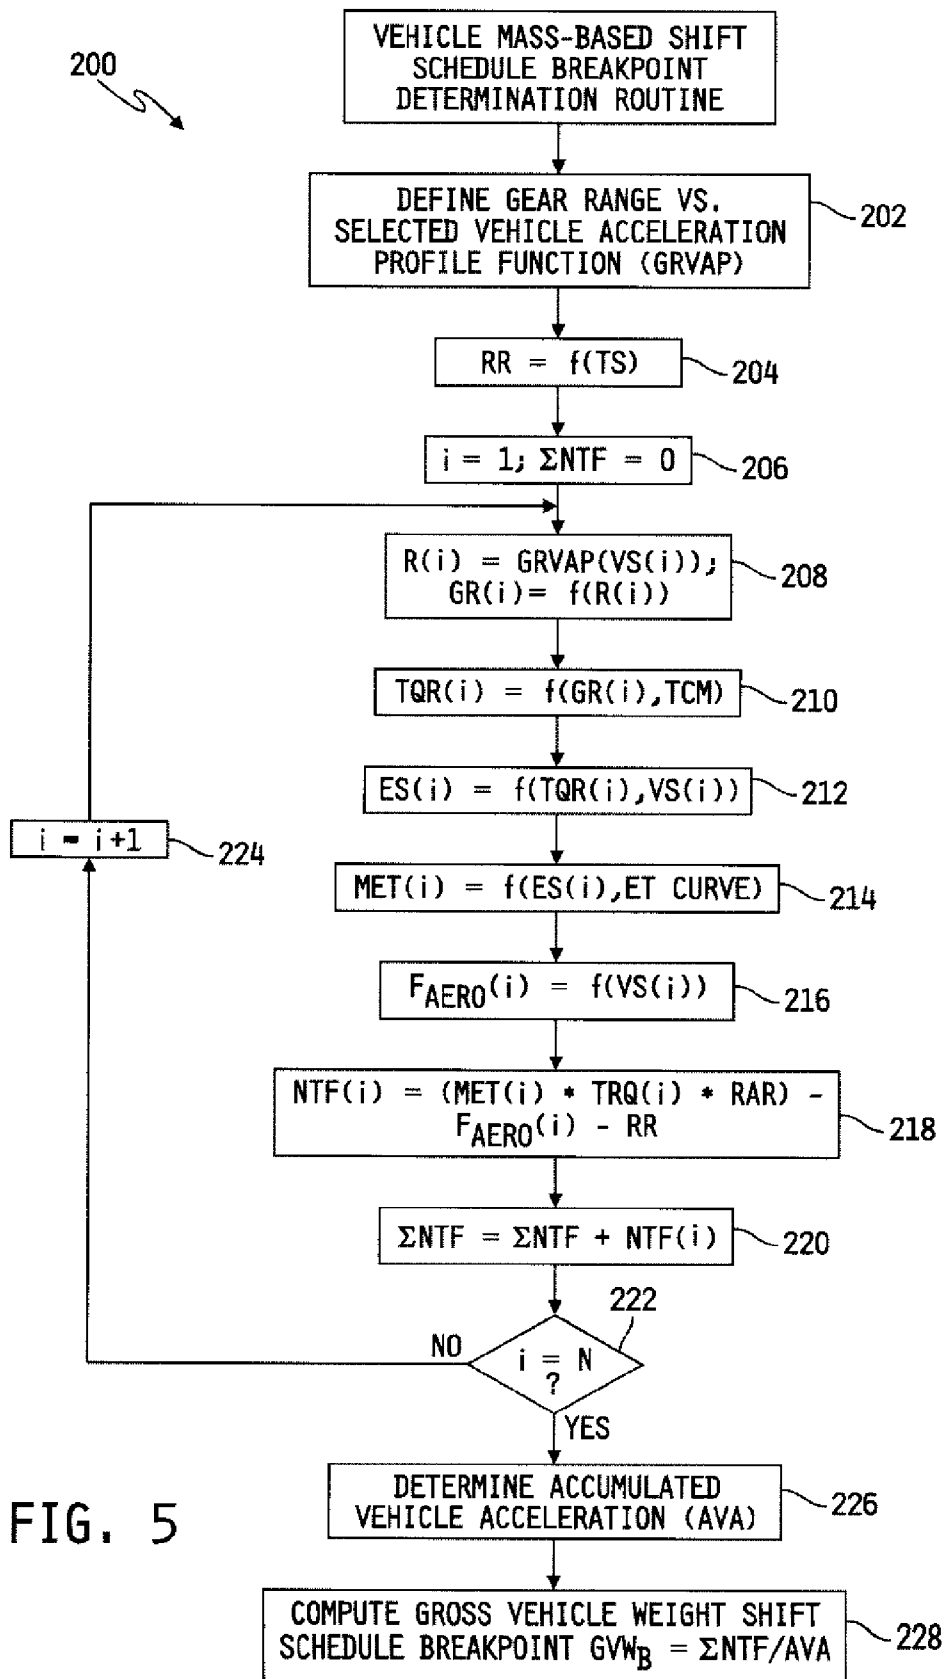 200
VEHICLE MASS-BASED SHIFT
SCHEDULE BREAKPOINT
DETERMINATION ROUTINE
DEFINE GEAR RANGE VS.
SELECTED VEHICLE ACCELERATION
PROFILE FUNCTION (GRVAP)
202
RR = f(TS)
204
i = 1; ΣNTF = 0
206
R(i) = GRVAP(VS(i));
GR(i)= f(R(i))
208
TQR(i) = f(GR(i),TCM)
210
ES(i) = f(TQR(i),VS(i))
212
i = i+1
224
MET(i) = f(ES(i),ET CURVE)
214
FAERO(i) = f(VS(i))
216
NTF(i) = (MET(i) * TRQ(i) * RAR) -
FAERO(i) - RR
218
ΣNTF = ΣNTF + NTF(i)
220
222
NO
i = N
?
YES
DETERMINE ACCUMULATED
VEHICLE ACCELERATION (AVA)
226
FIG. 5
COMPUTE GROSS VEHICLE WEIGHT SHIFT
SCHEDULE BREAKPOINT GVWB = ΣNTF/AVA
228